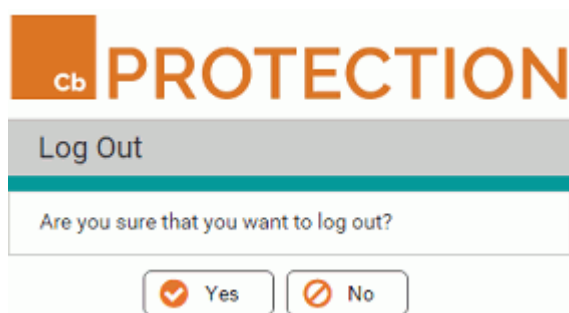 Cb PROTECTION
Log Out
Are you sure that you want to log out?
Yes No